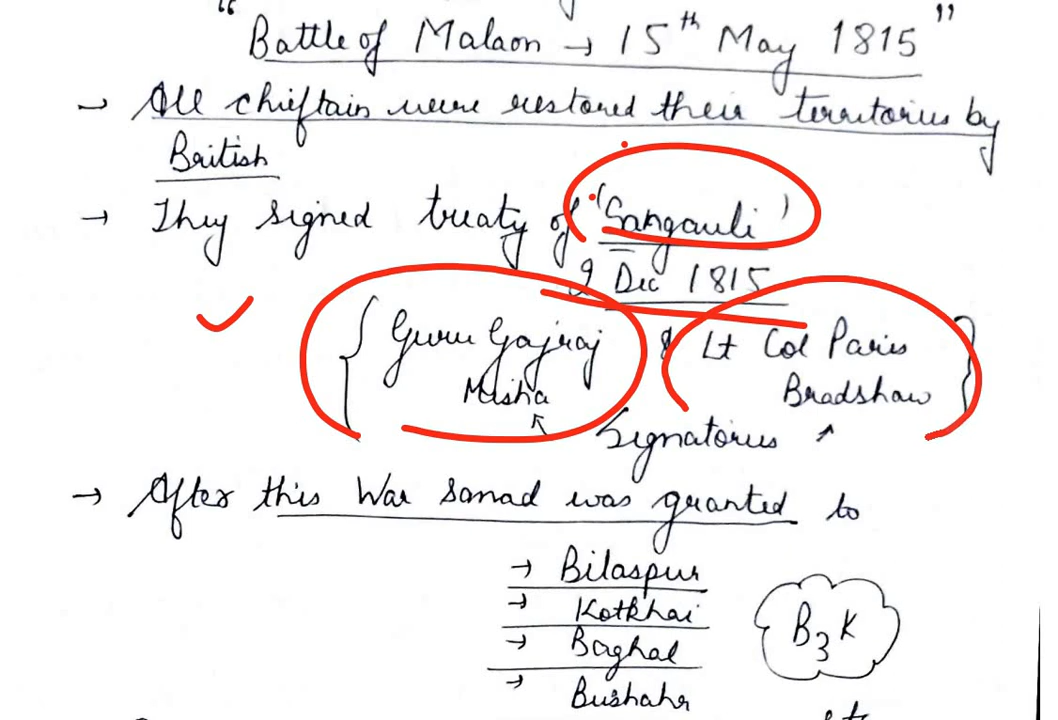 "Battle of Malaon → 15th May 1815"
→ All chieftain were restored their territories by
British
→ They signed treaty of 'Sangauli'
2 Dec 1815
{ Guru Gajraj & Lt Col Paris
Misha Bradshaw }
Signatories
→ After this War sanad was granted to
→ Bilaspur
→ Kotkhai
→ Baghal B3K
→ Bushahr